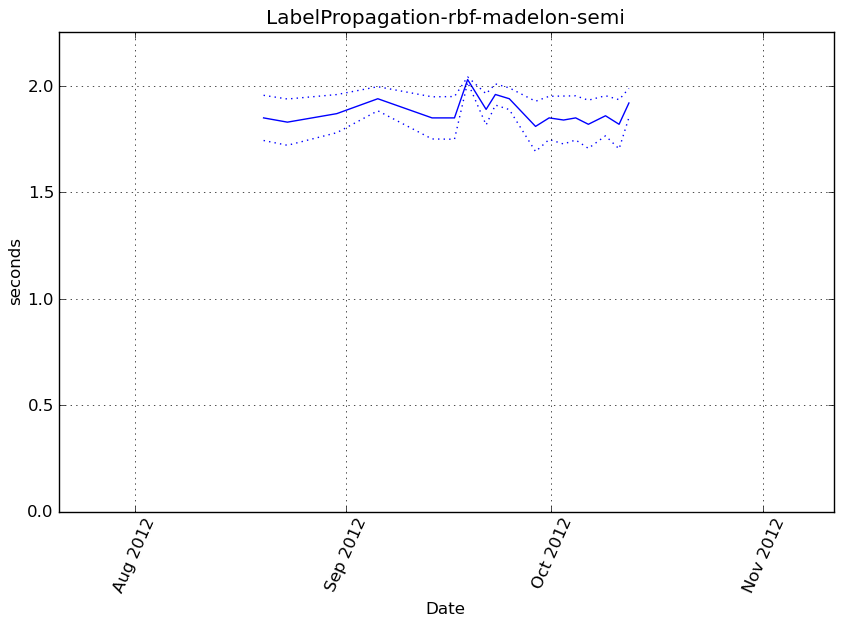 LabelPropagation-rbf-madelon-semi
2.0
1.5
1.0
0.5
0.0
seconds
Aug 2012
Sep 2012
Oct 2012
Nov 2012
Date